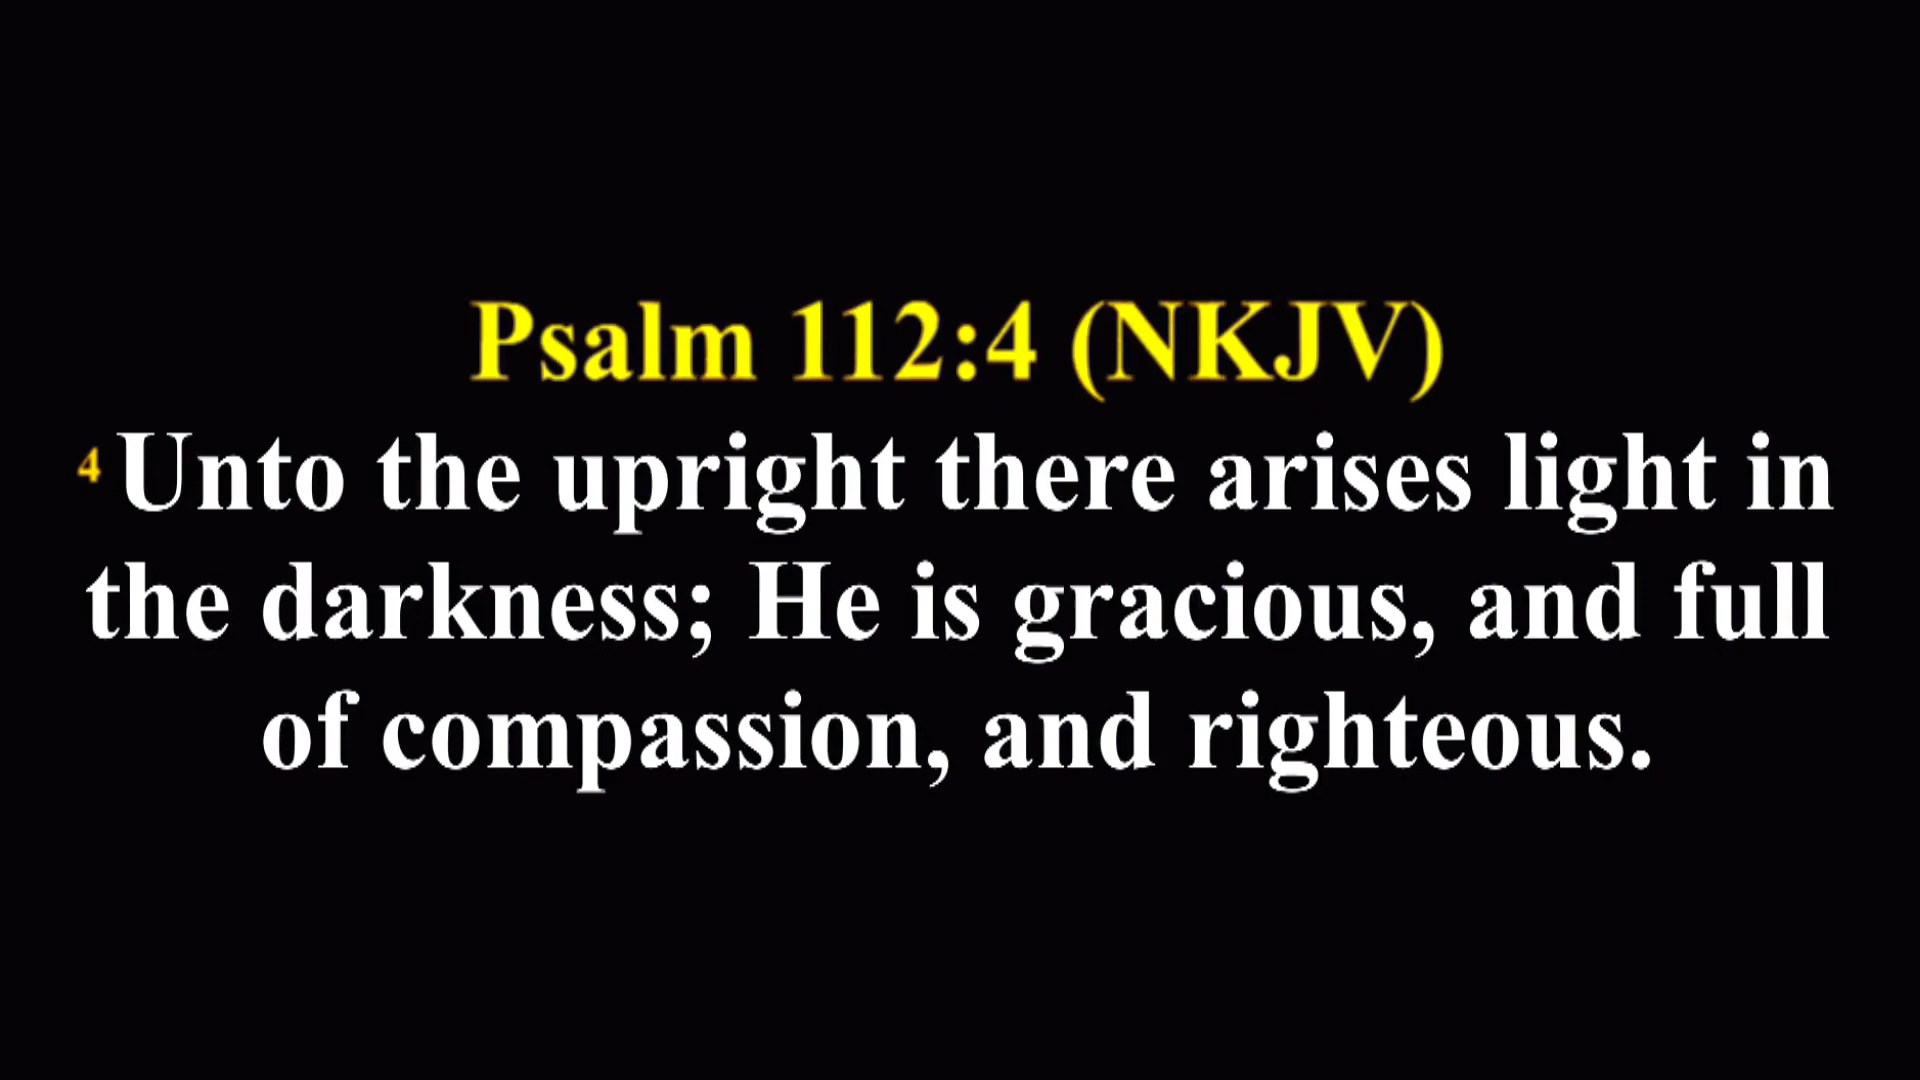 Psalm 112:4 (NKJV)
4 Unto the upright there arises light in
the darkness; He is gracious, and full
of compassion, and righteous.